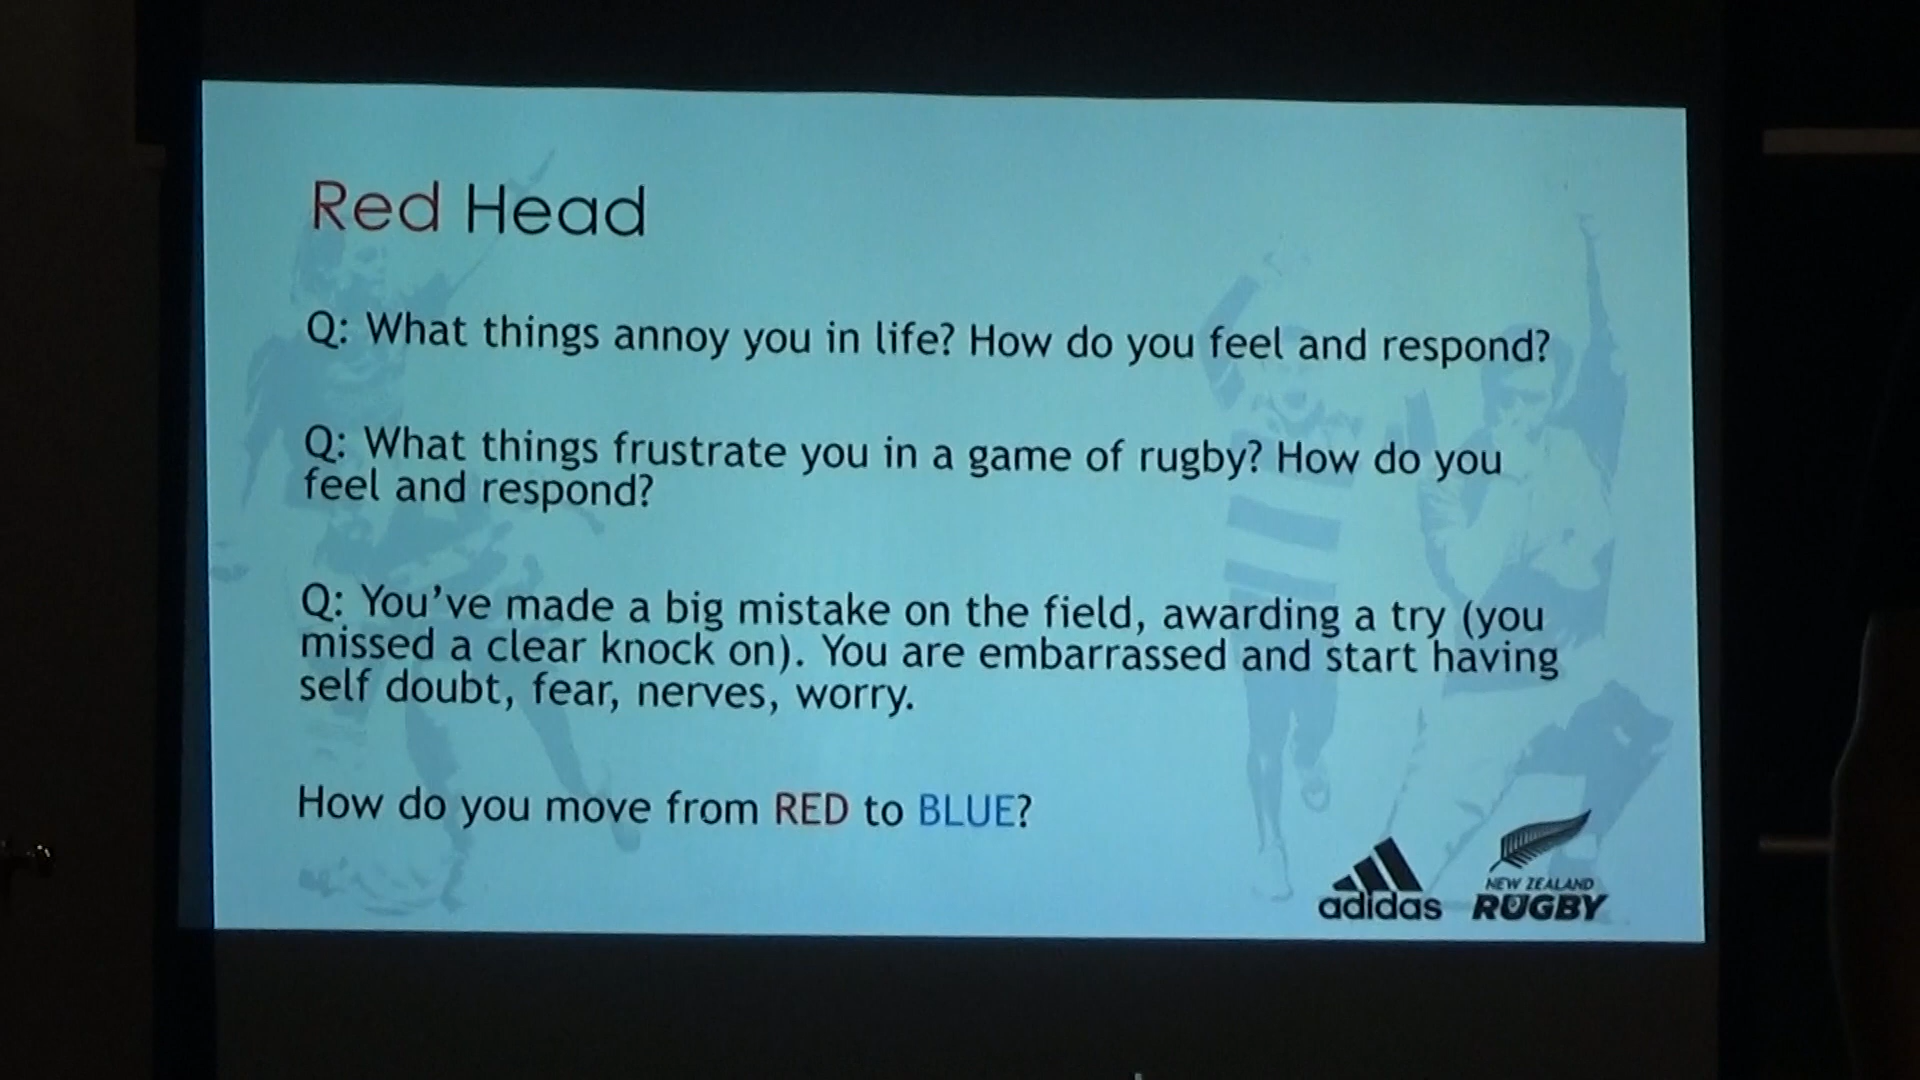 Red Head
Q: What things annoy you in life? How do you feel and respond?
Q: What things frustrate you in a game of rugby? How do you
feel and respond?
Q: You've made a big mistake on the field, awarding a try (you
missed a clear knock on). You are embarrassed and start having
self doubt, fear, nerves, worry.
How do you move from RED to BLUE?
adidas
NEW ZEALAND
RUGBY